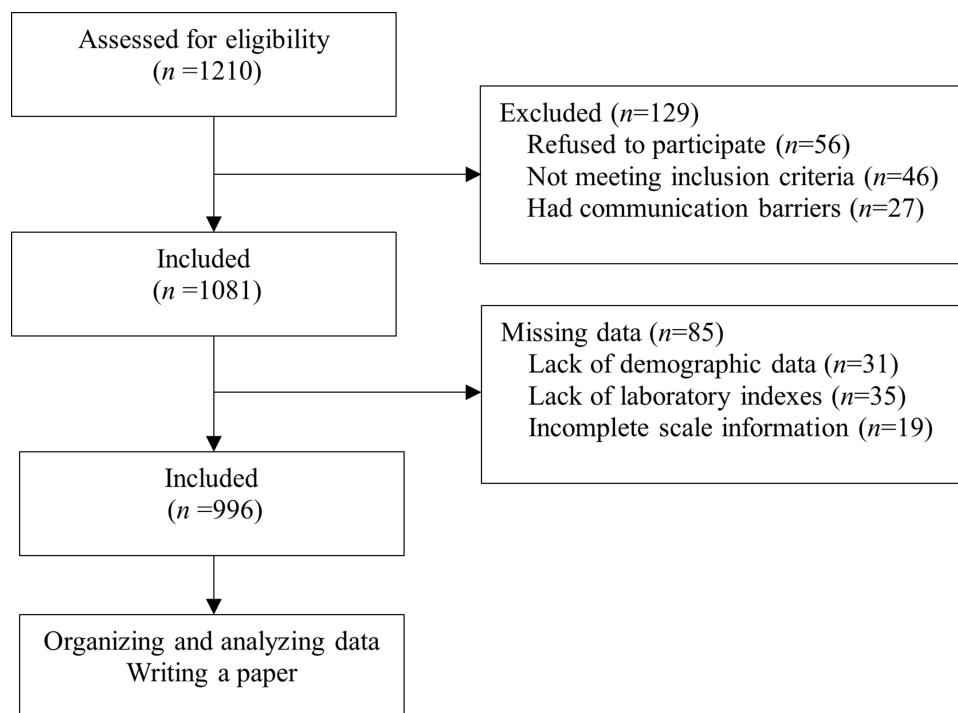 Assessed for eligibility
(n =1210)
Excluded (n=129)
Refused to participate (n=56)
Not meeting inclusion criteria (n=46)
Had communication barriers (n=27)
Included
(n =1081)
Missing data (n=85)
Lack of demographic data (n=31)
Lack of laboratory indexes (n=35)
Incomplete scale information (n=19)
Included
(n =996)
Organizing and analyzing data
Writing a paper